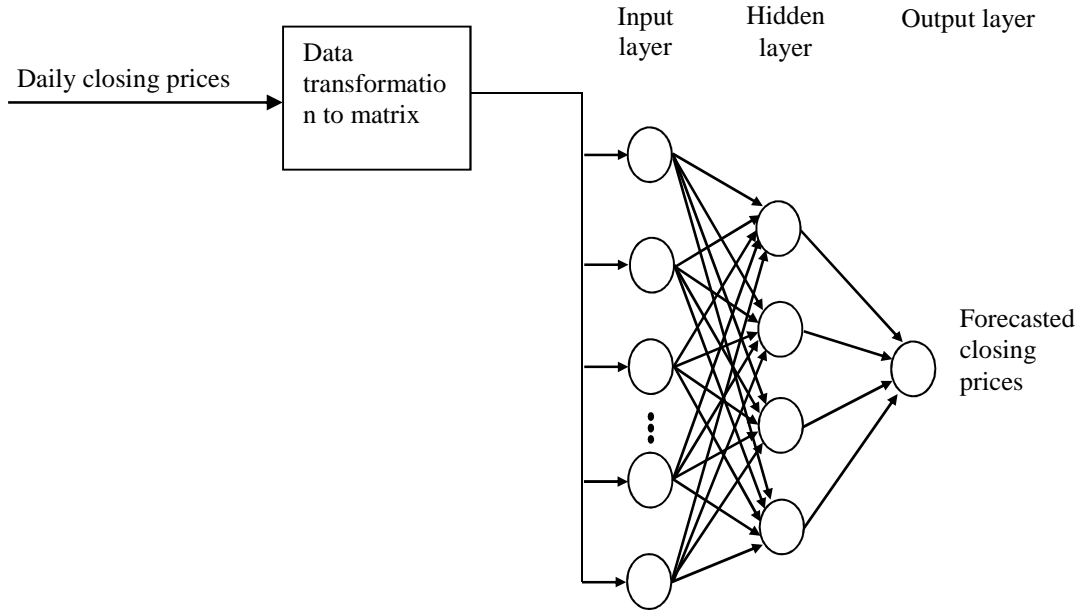 Input
layer
Hidden
layer
Output layer
Daily closing prices
Data
transformatio
n to matrix
Forecasted
closing
prices